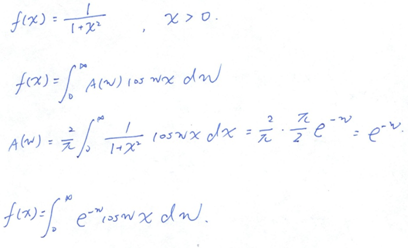 f(x) = 1/(1+x²) , x > 0.
f(x) = ∫₀^∞ A(w) cos wx dw
A(w) = 2/π ∫₀^∞ 1/(1+x²) cos wx dx = 2/π · π/2 e^(-w) = e^(-w).
f(x) = ∫₀^∞ e^(-w) cos wx dw.